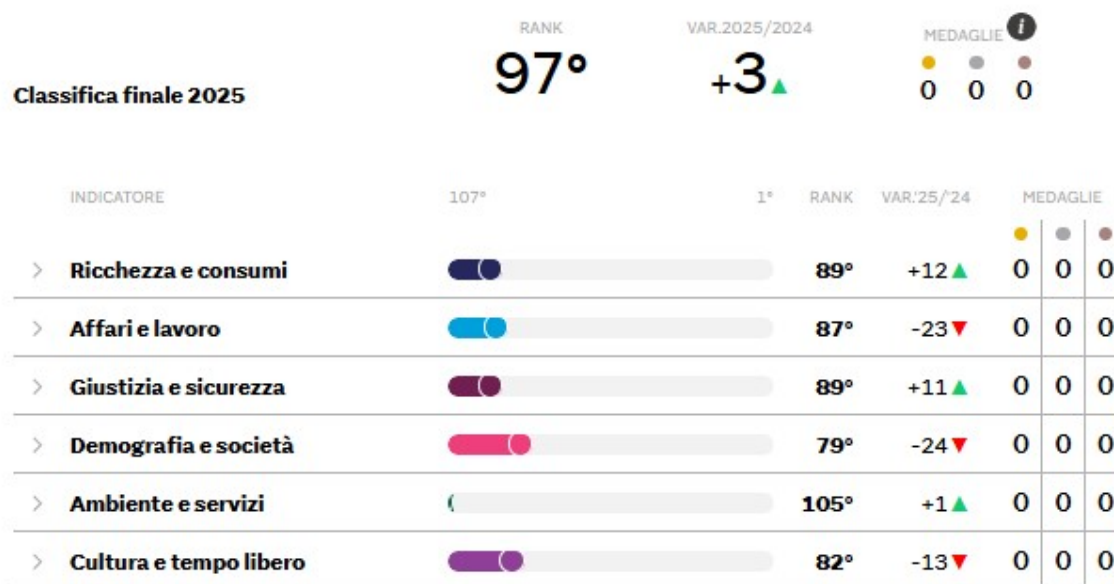 RANK VAR.2025/2024 MEDAGLIE i
Classifica finale 2025 97° +3 0 0 0
INDICATORE 107° 1° RANK VAR.'25/'24 MEDAGLIE
Ricchezza e consumi 89° +12 0 0 0
Affari e lavoro 87° -23 0 0 0
Giustizia e sicurezza 89° +11 0 0 0
Demografia e società 79° -24 0 0 0
Ambiente e servizi 105° +1 0 0 0
Cultura e tempo libero 82° -13 0 0 0